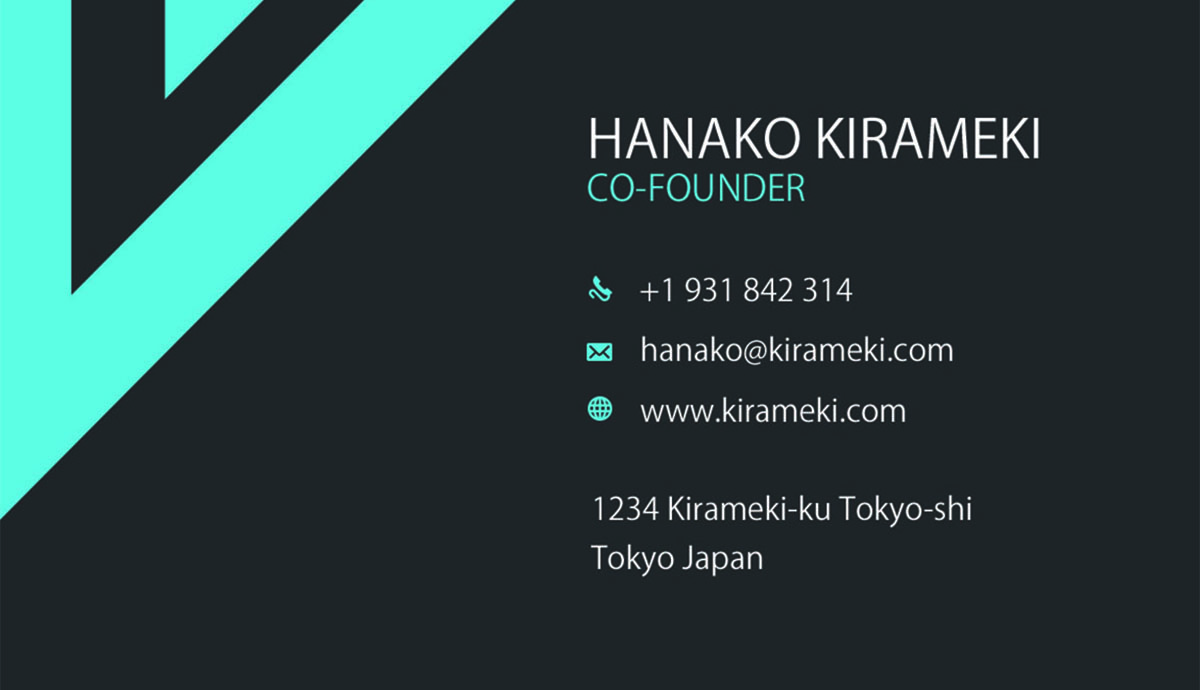 HANAKO KIRAMEKI
CO-FOUNDER
+1 931 842 314
hanako@kirameki.com
www.kirameki.com
1234 Kirameki-ku Tokyo-shi
Tokyo Japan